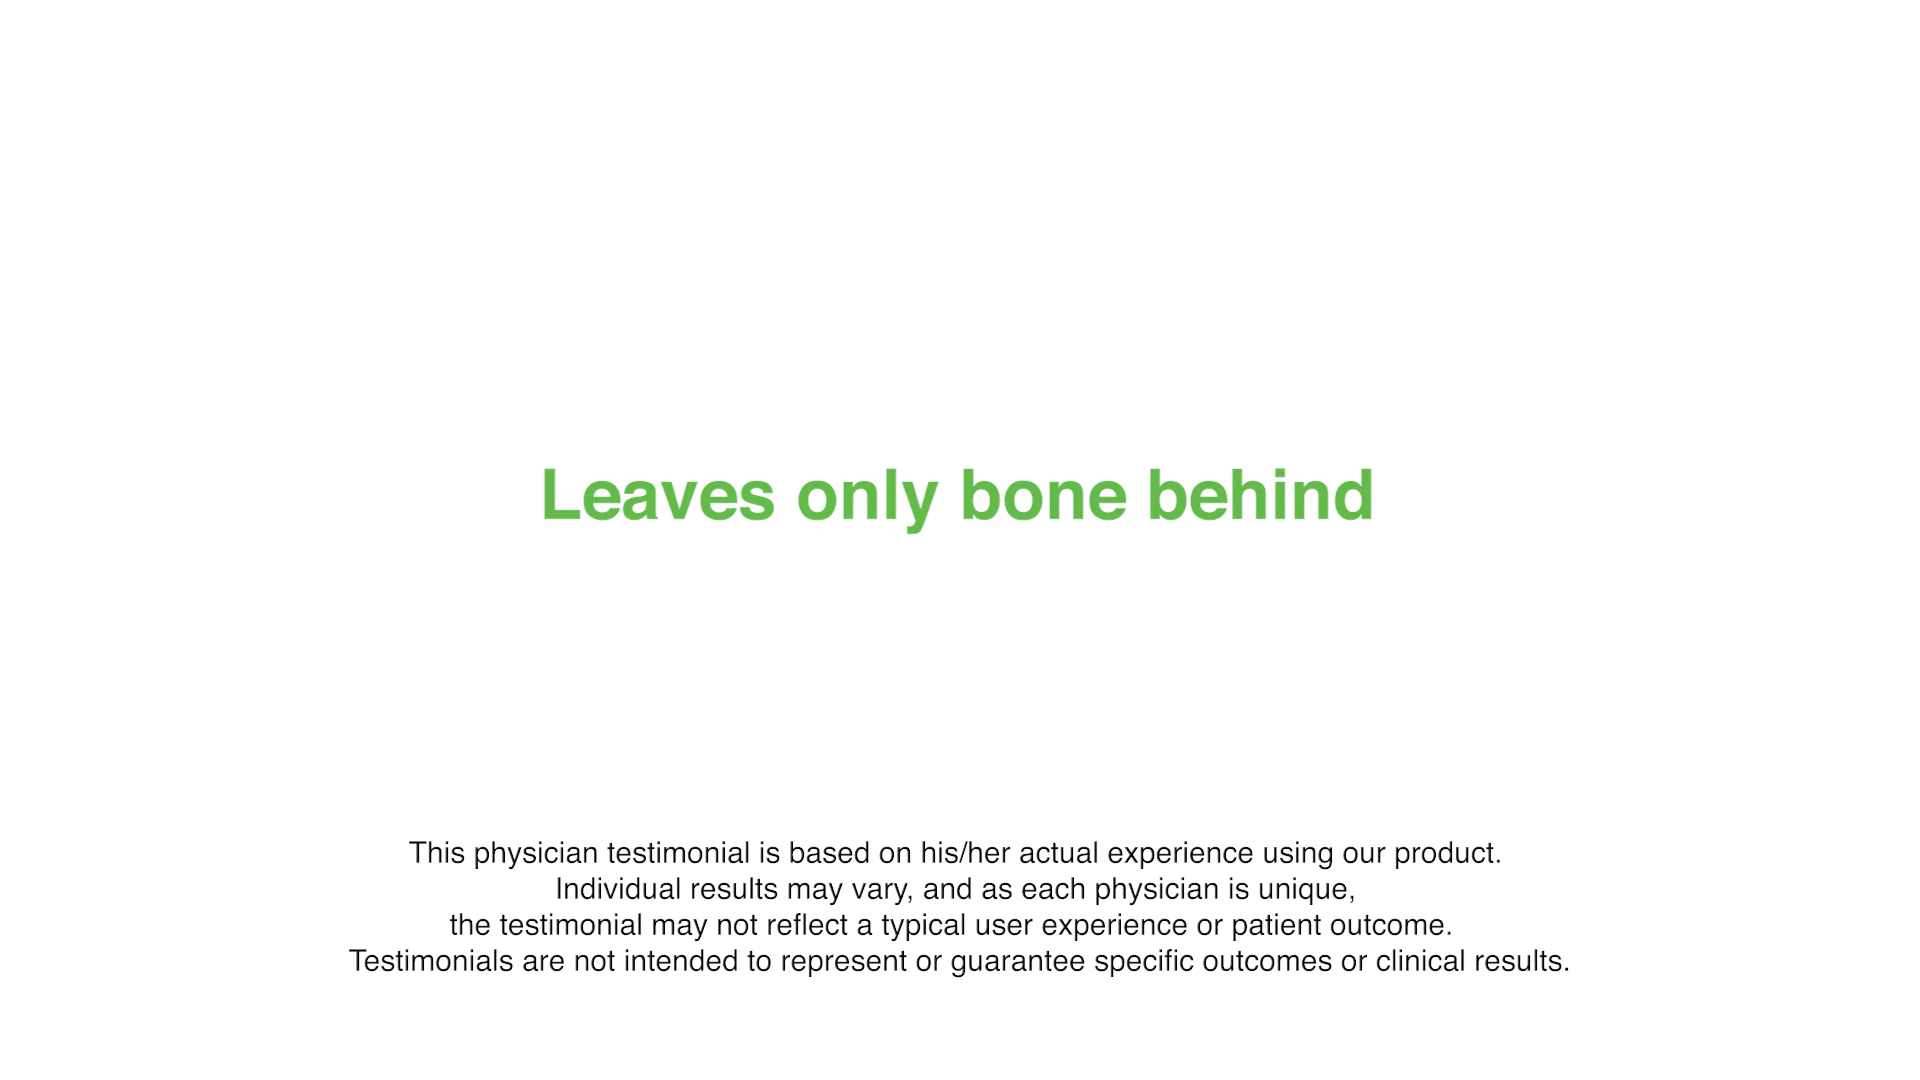 Leaves only bone behind
This physician testimonial is based on his/her actual experience using our product.
Individual results may vary, and as each physician is unique,
the testimonial may not reflect a typical user experience or patient outcome.
Testimonials are not intended to represent or guarantee specific outcomes or clinical results.